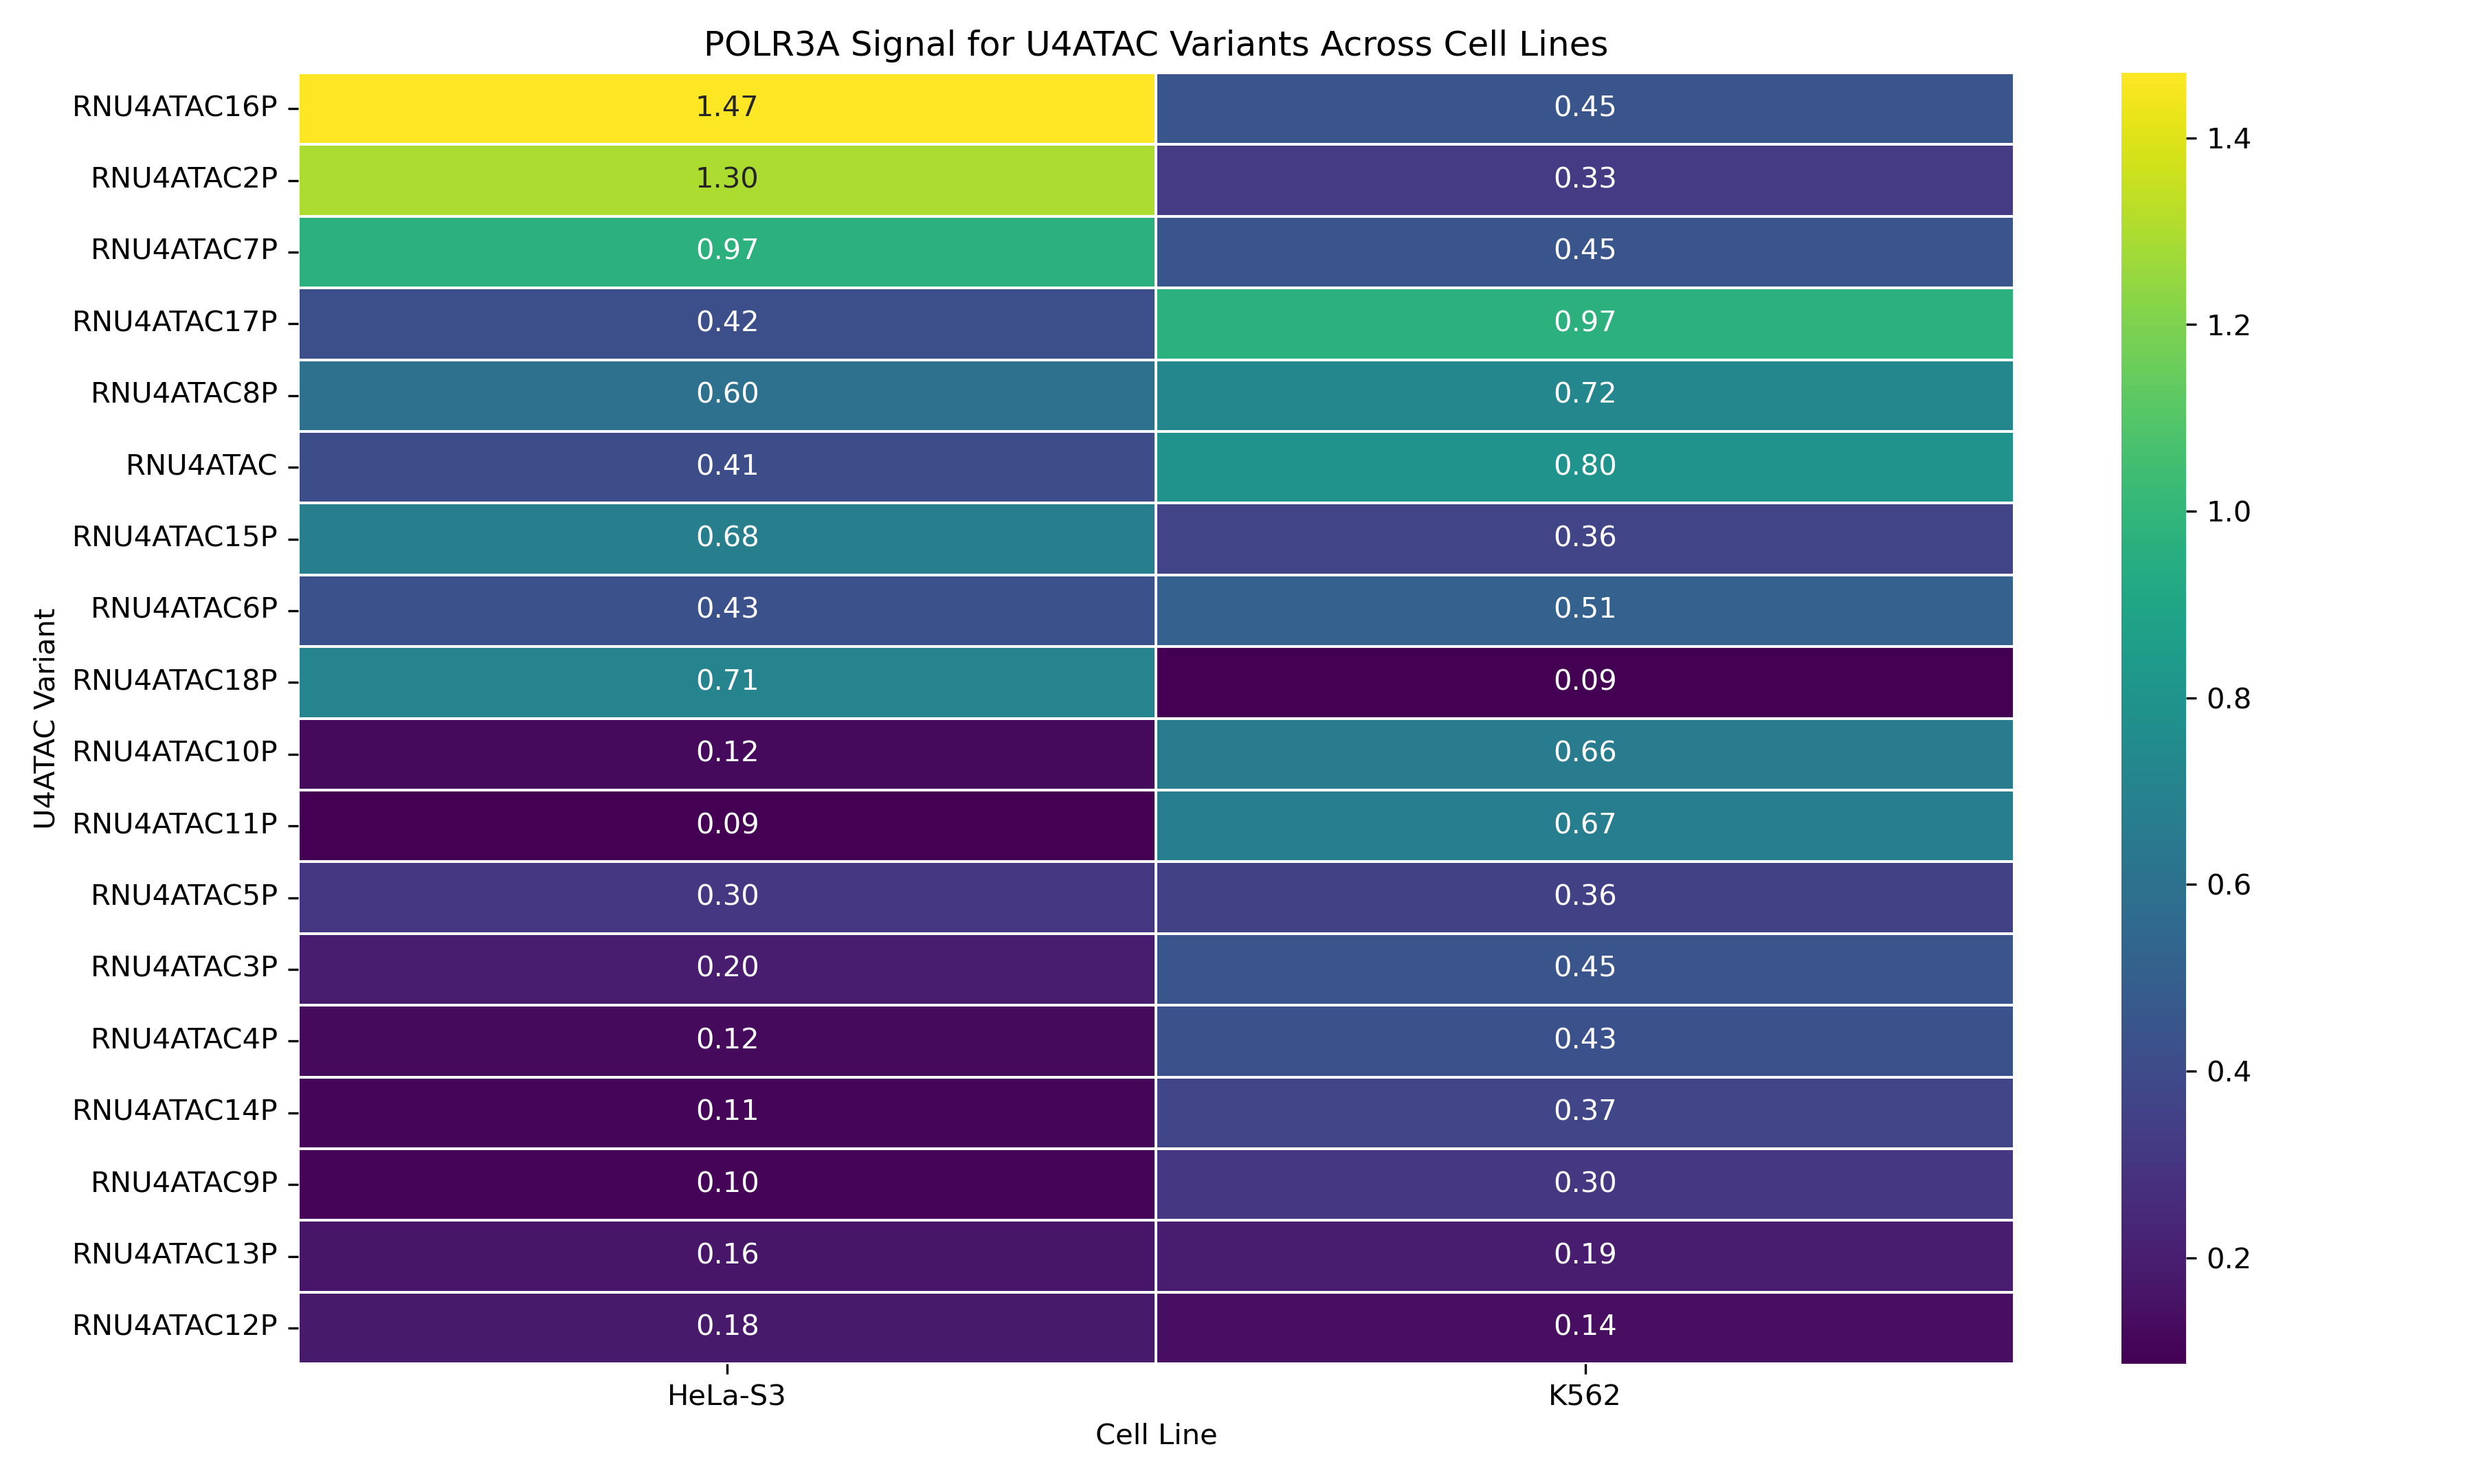 POLR3A Signal for U4ATAC Variants Across Cell Lines
RNU4ATAC16P 1.47 0.45
RNU4ATAC2P 1.30 0.33
RNU4ATAC7P 0.97 0.45
RNU4ATAC17P 0.42 0.97
RNU4ATAC8P 0.60 0.72
RNU4ATAC 0.41 0.80
RNU4ATAC15P 0.68 0.36
RNU4ATAC6P 0.43 0.51
RNU4ATAC18P 0.71 0.09
RNU4ATAC10P 0.12 0.66
RNU4ATAC11P 0.09 0.67
RNU4ATAC5P 0.30 0.36
RNU4ATAC3P 0.20 0.45
RNU4ATAC4P 0.12 0.43
RNU4ATAC14P 0.11 0.37
RNU4ATAC9P 0.10 0.30
RNU4ATAC13P 0.16 0.19
RNU4ATAC12P 0.18 0.14
HeLa-S3 K562
Cell Line
U4ATAC Variant
1.4
1.2
1.0
0.8
0.6
0.4
0.2